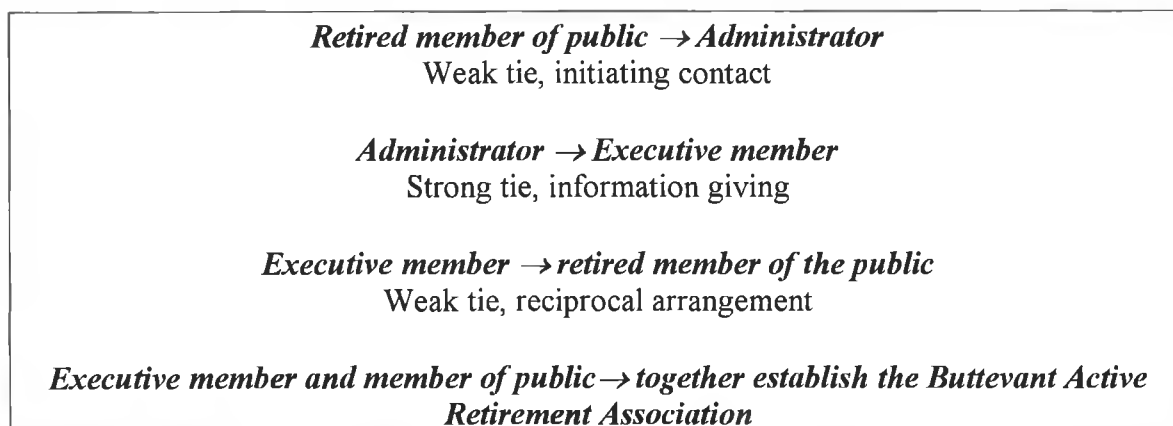 Retired member of public → Administrator
Weak tie, initiating contact
Administrator → Executive member
Strong tie, information giving
Executive member → retired member of the public
Weak tie, reciprocal arrangement
Executive member and member of public → together establish the Buttevant Active
Retirement Association